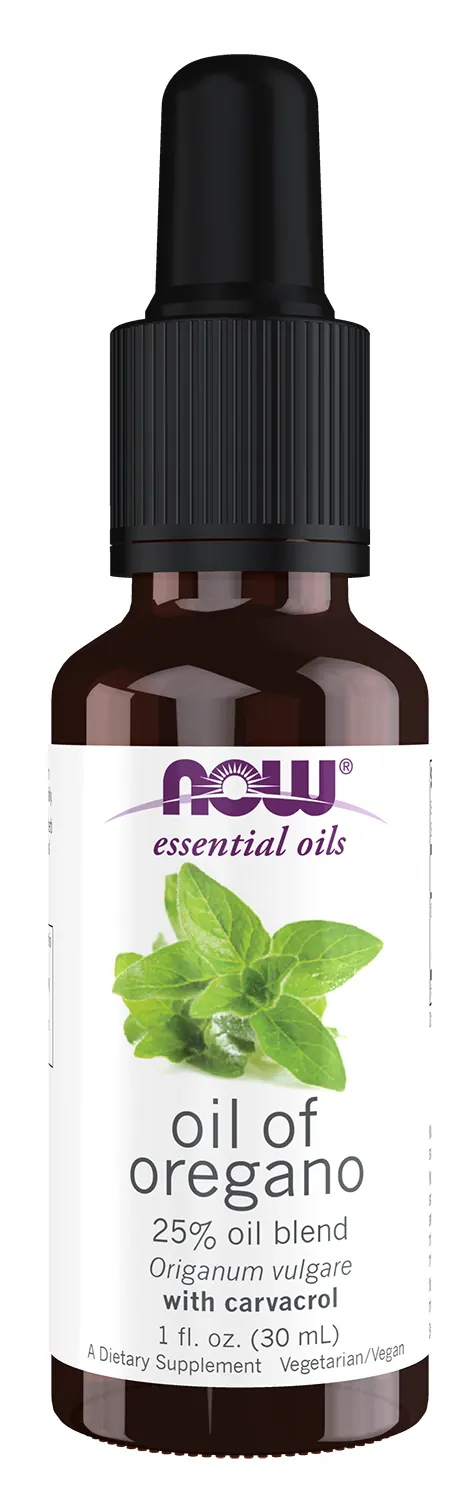 NOW®
essential oils
oil of
oregano
25% oil blend
Origanum vulgare
with carvacrol
1 fl. oz. (30 mL)
A Dietary Supplement Vegetarian/Vegan